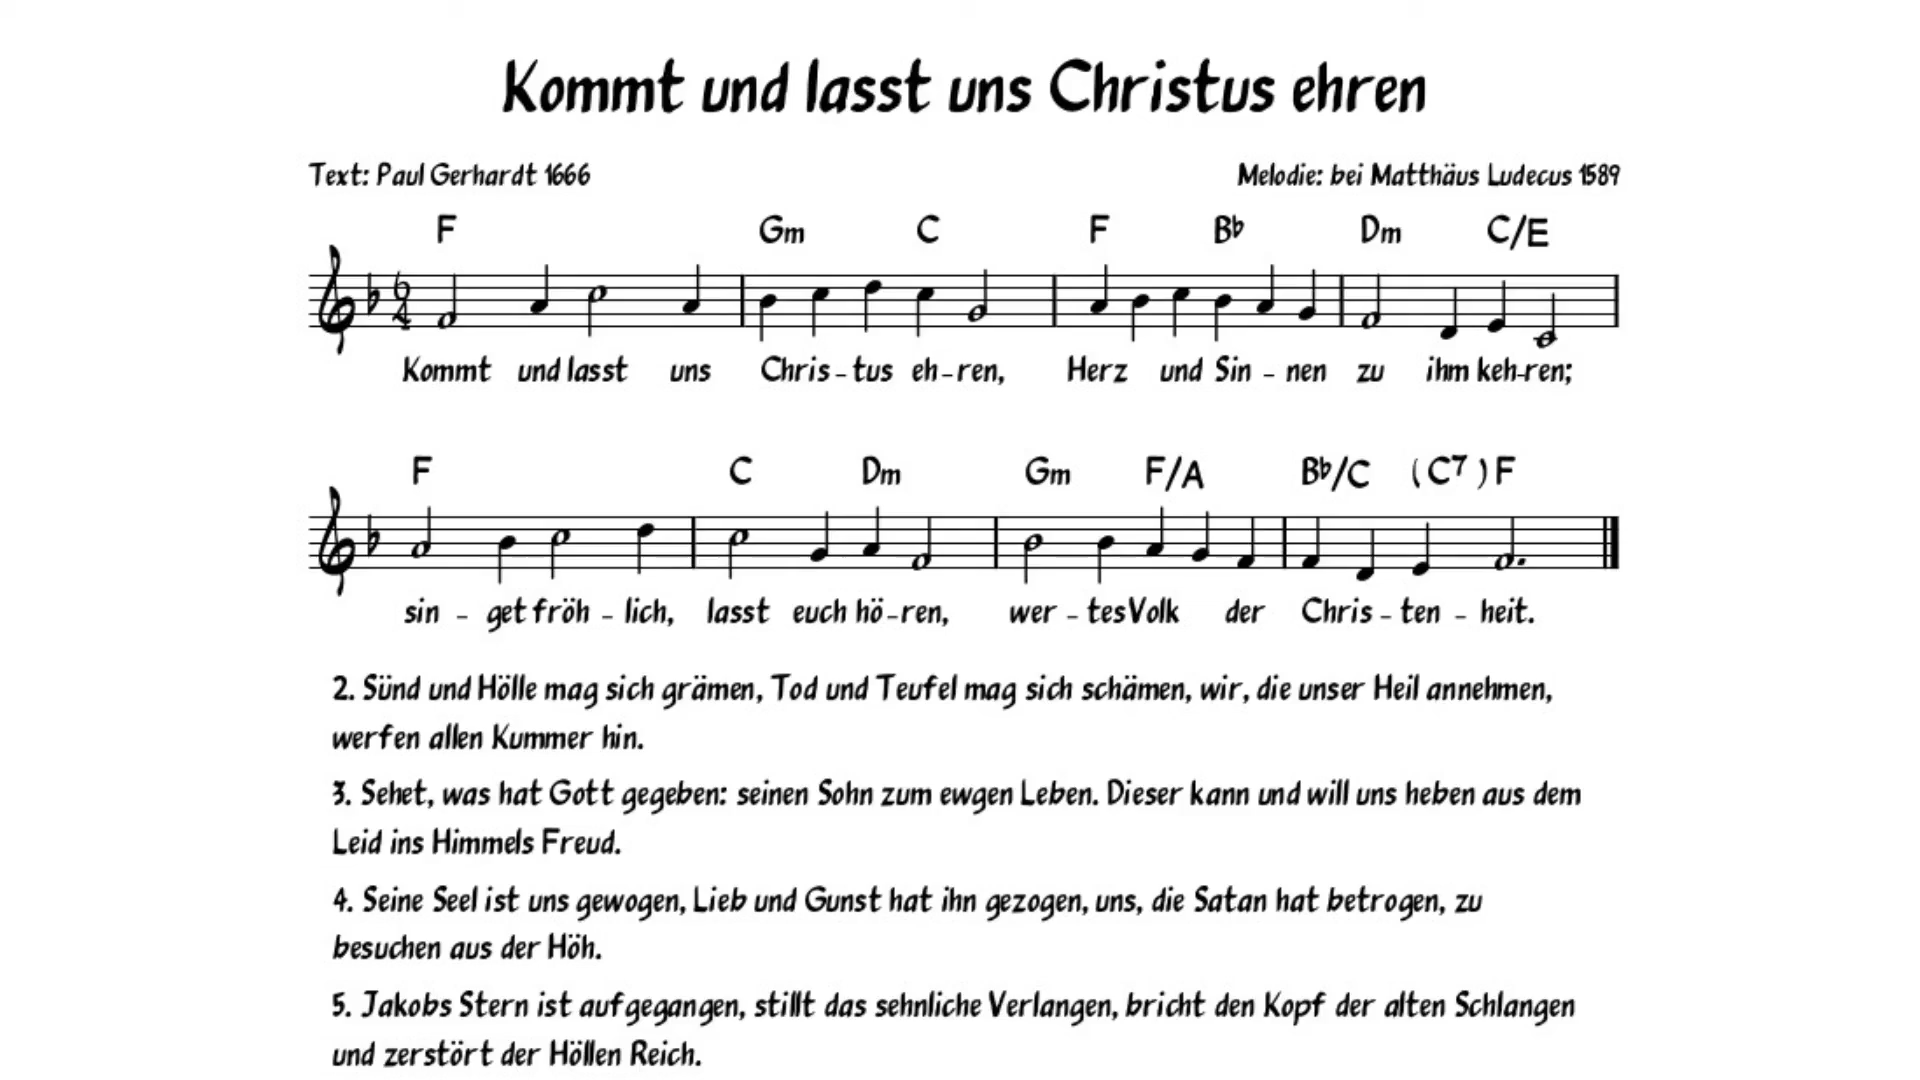 Kommt und lasst uns Christus ehren
Text: Paul Gerhardt 1666 Melodie: bei Matthäus Ludecus 1589
F Gm C F B♭ Dm C/E
6
4
Kommt und lasst uns Chris-tus eh-ren, Herz und Sin-nen zu ihm keh-ren;
F C Dm Gm F/A B♭/C (C7) F
sin-get fröh-lich, lasst euch hö-ren, wer-tes Volk der Chris-ten-heit.
2. Sünd und Hölle mag sich grämen, Tod und Teufel mag sich schämen, wir, die unser Heil annehmen,
werfen allen Kummer hin.
3. Sehet, was hat Gott gegeben: seinen Sohn zum ewgen Leben. Dieser kann und will uns heben aus dem
Leid ins Himmels Freud.
4. Seine Seel ist uns gewogen, Lieb und Gunst hat ihn gezogen, uns, die Satan hat betrogen, zu
besuchen aus der Höh.
5. Jakobs Stern ist aufgegangen, stillt das sehnliche Verlangen, bricht den Kopf der alten Schlangen
und zerstört der Höllen Reich.